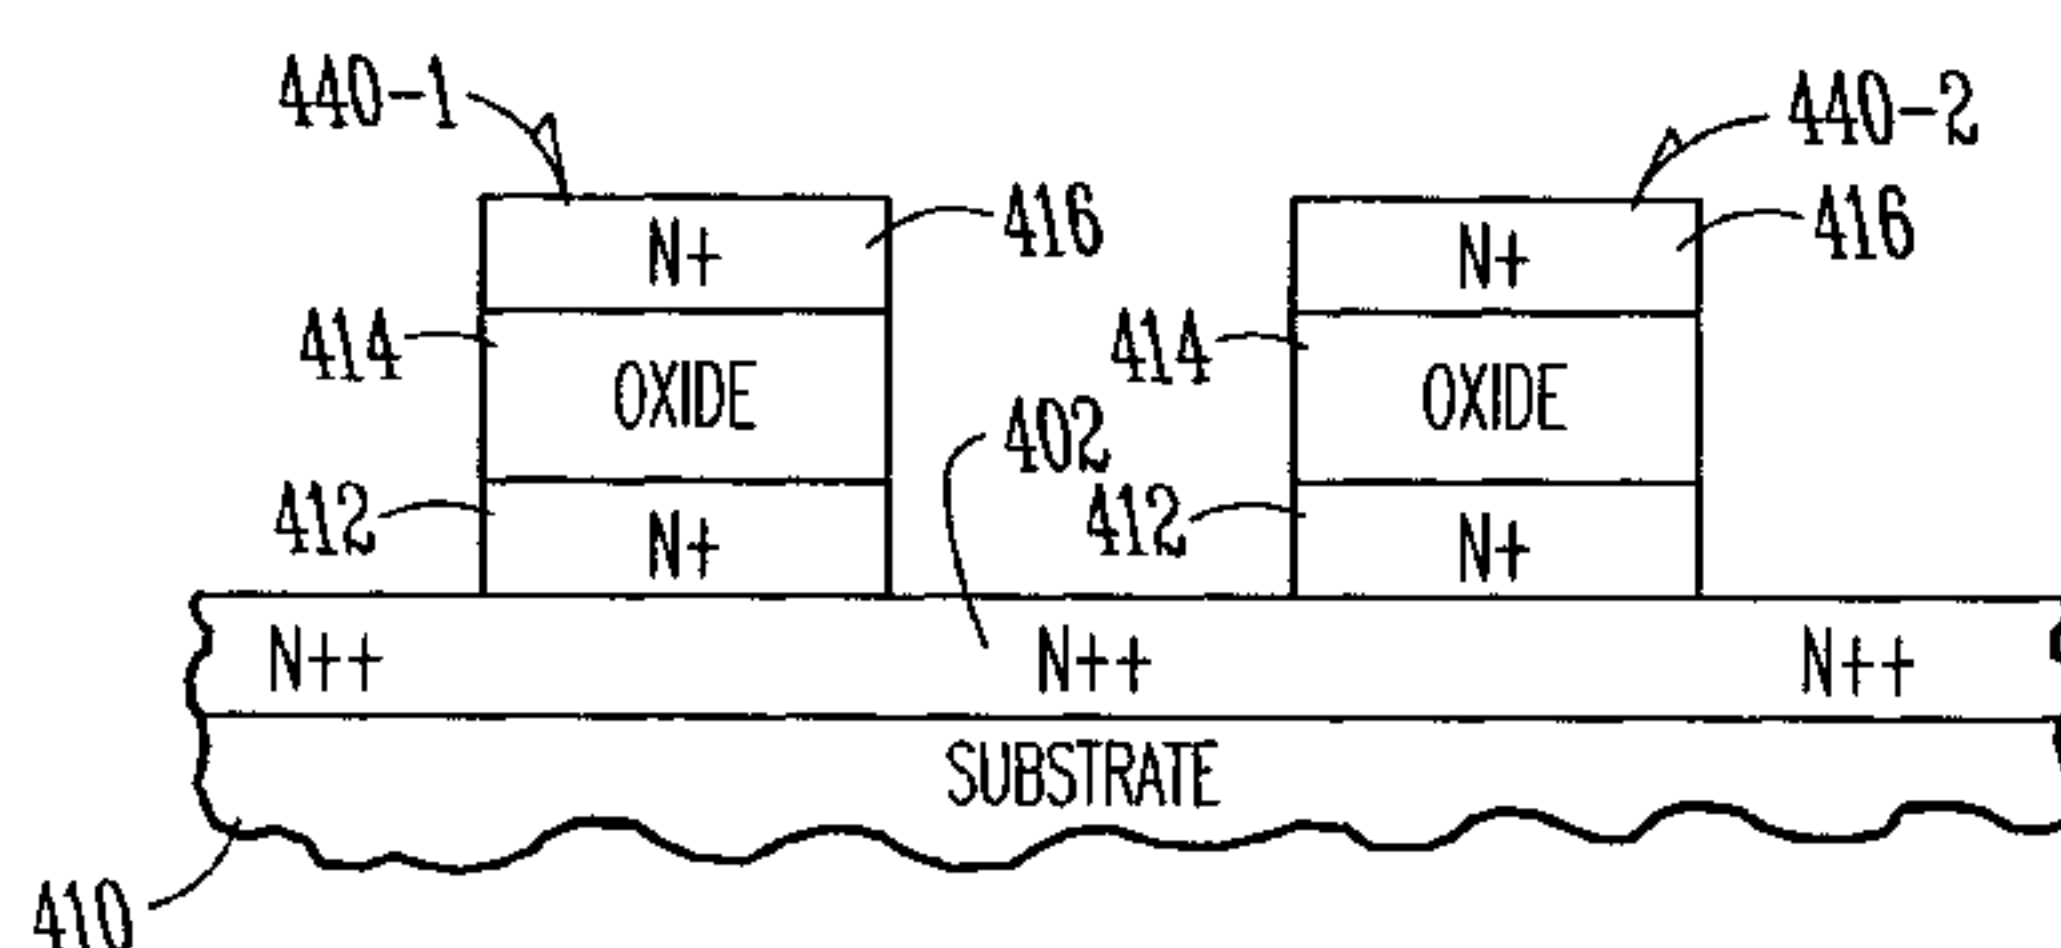 440-1
440-2
N+ 416 N+ 416
414 OXIDE 414 OXIDE
402
412 N+ 412 N+
N++ N++ N++
SUBSTRATE
410